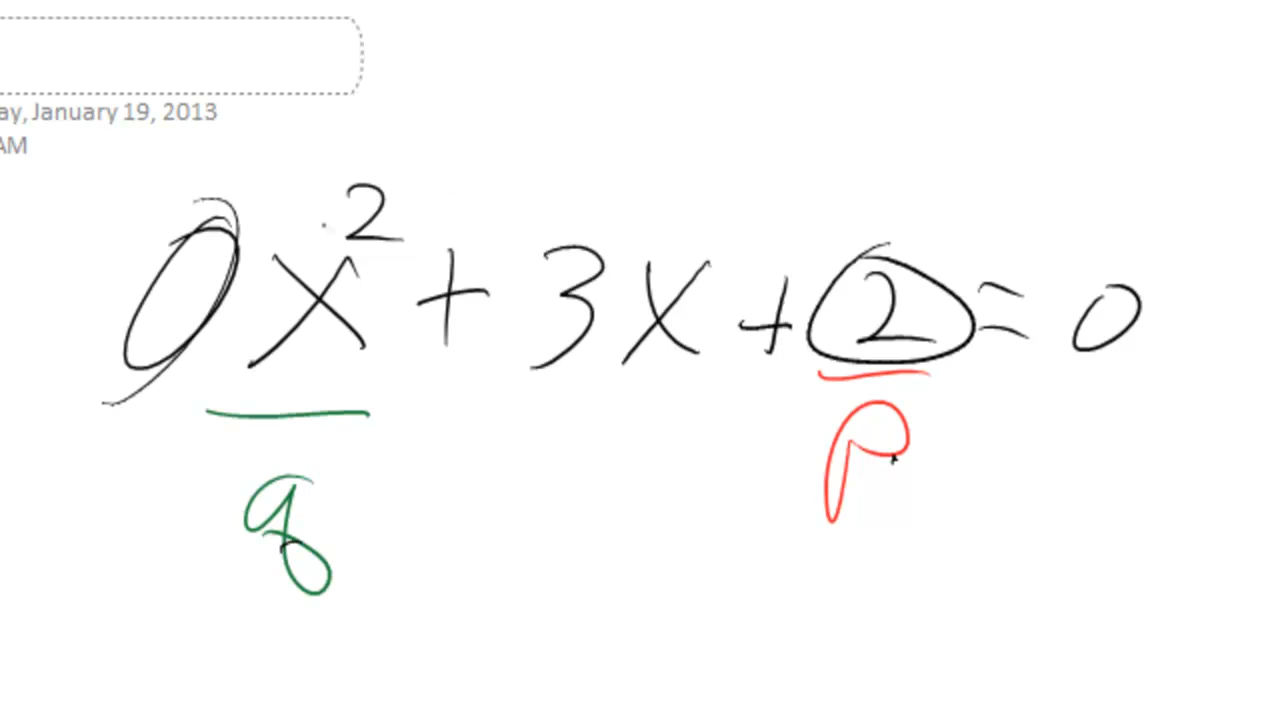 ay, January 19, 2013
AM
0x² + 3x + 2 = 0
q p